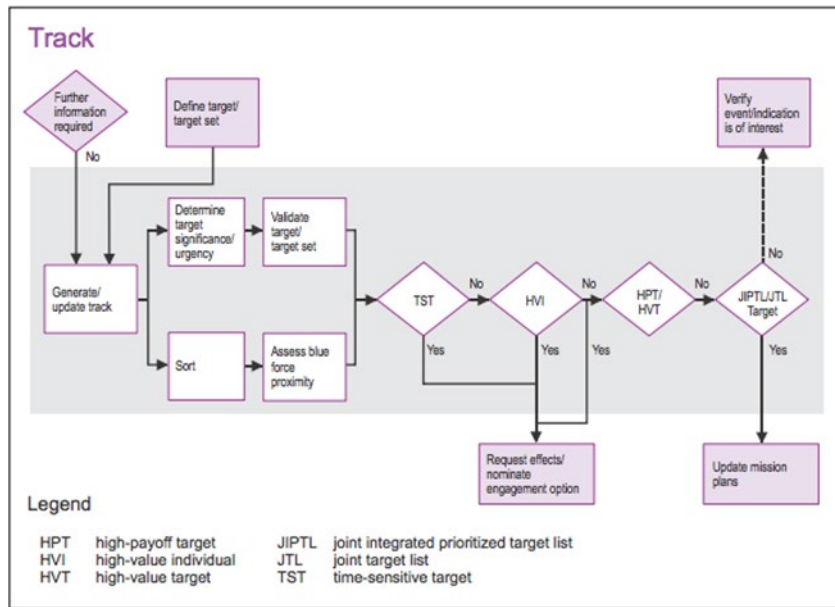 Track
Further
information
required
Define target/
target set
Verify
event/indication
is of interest
No
Determine
target
significance/
urgency
Validate
target/
target set
No
Generate/
update track
TST
No
HVI
No
HPT/
HVT
No
JIPTL/JTL
Target
Sort
Assess blue
force
proximity
Yes
Yes
Yes
Yes
Request effects/
nominate
engagement option
Update mission
plans
Legend
HPT high-payoff target JIPTL joint integrated prioritized target list
HVI high-value individual JTL joint target list
HVT high-value target TST time-sensitive target